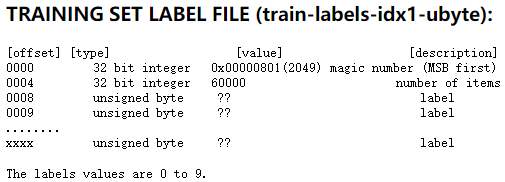 TRAINING SET LABEL FILE (train-labels-idx1-ubyte):
[offset] [type] [value] [description]
0000 32 bit integer 0x00000801(2049) magic number (MSB first)
0004 32 bit integer 60000 number of items
0008 unsigned byte ?? label
0009 unsigned byte ?? label
........
xxxx unsigned byte ?? label
The labels values are 0 to 9.